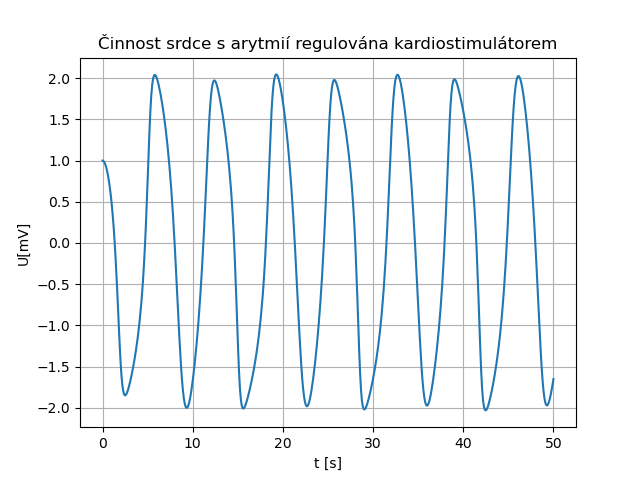 Činnost srdce s arytmií regulována kardiostimulátorem
2.0
1.5
1.0
0.5
0.0
−0.5
−1.0
−1.5
−2.0
U[mV]
0 10 20 30 40 50
t [s]